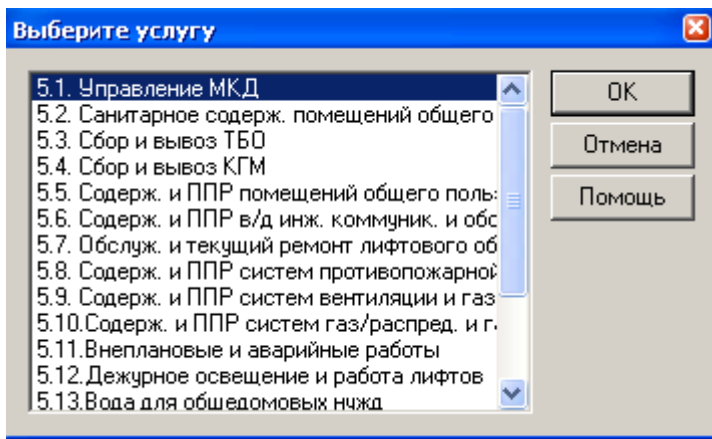 Выберите услугу
5.1. Управление МКД
5.2. Санитарное содерж. помещений общего
5.3. Сбор и вывоз ТБО
5.4. Сбор и вывоз КГМ
5.5. Содерж. и ППР помещений общего поль
5.6. Содерж. и ППР в/д инж. коммуник. и обс
5.7. Обслуж. и текущий ремонт лифтового об
5.8. Содерж. и ППР систем противопожарной
5.9. Содерж. и ППР систем вентиляции и газ
5.10.Содерж. и ППР систем газ/распред. и г
5.11.Внеплановые и аварийные работы
5.12.Дежурное освещение и работа лифтов
5.13.Вода для общедомовых нужд
OK
Отмена
Помощь